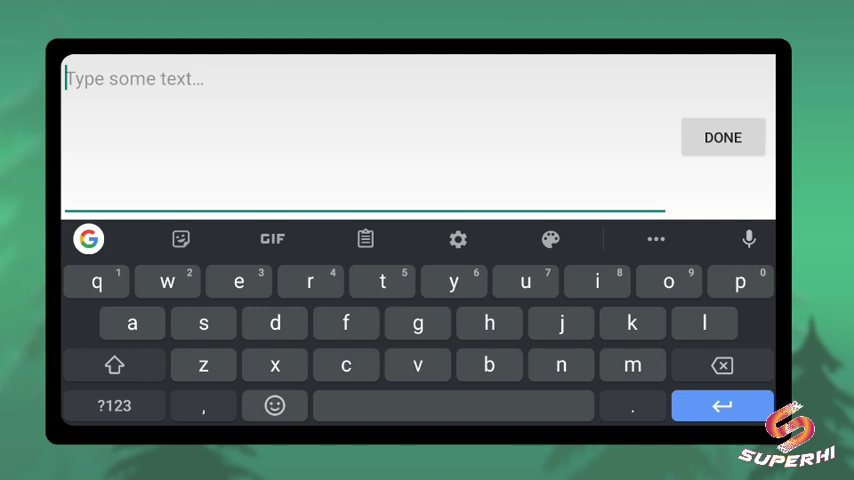 Type some text...
DONE
G GIF
q 1 w 2 e 3 r 4 t 5 y 6 u 7 i 8 o 9 p 0
a s d f g h j k l
z x c v b n m
?123 , .
SUPERHI